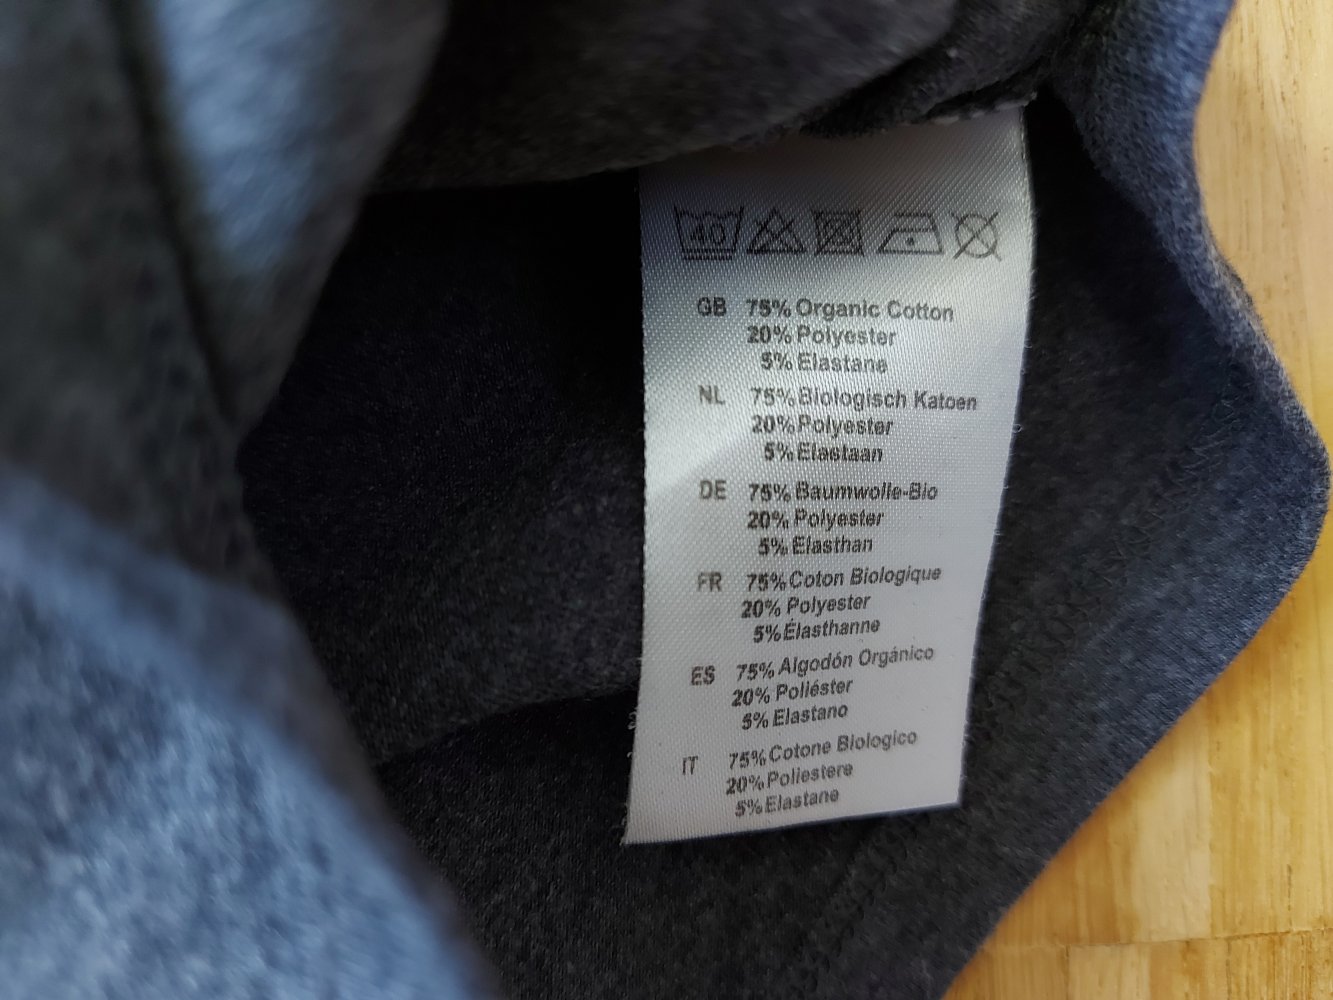 40
GB 75% Organic Cotton
20% Polyester
5% Elastane
NL 75% Biologisch Katoen
20% Polyester
5% Elastaan
DE 75% Baumwolle-Bio
20% Polyester
5% Elasthan
FR 75% Coton Biologique
20% Polyester
5% Élasthanne
ES 75% Algodón Orgánico
20% Poliéster
5% Elastano
IT 75% Cotone Biologico
20% Poliestere
5% Elastane